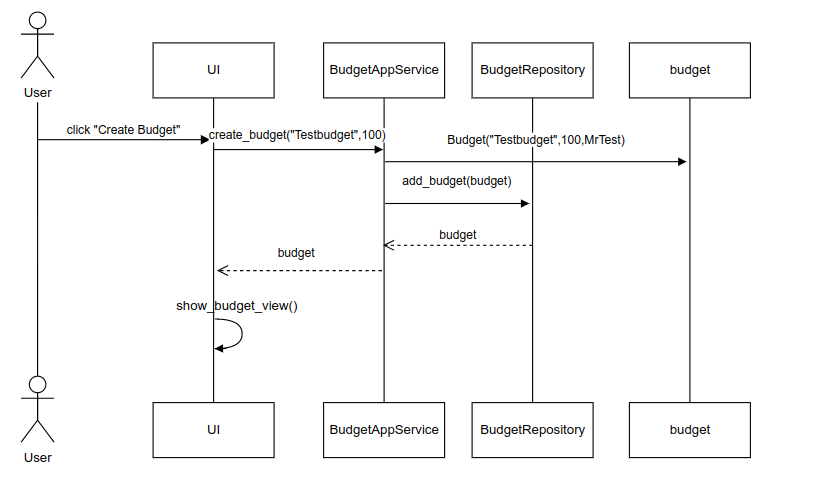 User
UI
BudgetAppService
BudgetRepository
budget
click "Create Budget"
create_budget("Testbudget",100)
Budget("Testbudget",100,MrTest)
add_budget(budget)
budget
budget
show_budget_view()
User
UI
BudgetAppService
BudgetRepository
budget